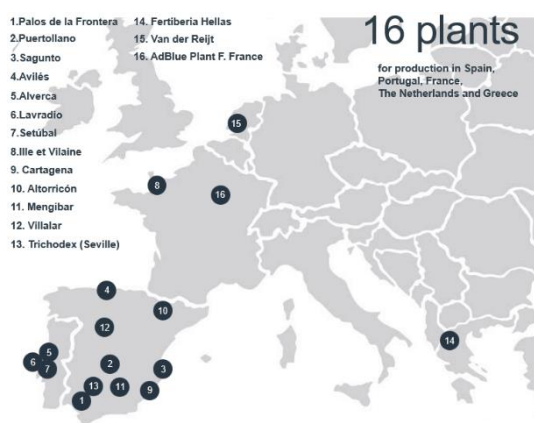 1.Palos de la Frontera
2.Puertollano
3.Sagunto
4.Avilés
5.Alverca
6.Lavradío
7.Setúbal
8.Ille et Vilaine
9. Cartagena
10. Altorricón
11. Mengibar
12. Villalar
13. Trichodex (Seville)
14. Fertiberia Hellas
15. Van der Reijt
16. AdBlue Plant F. France
16 plants
for production in Spain,
Portugal, France,
The Netherlands and Greece
15
8
16
4
10
12
14
5
6
7
2
3
13
11
9
1